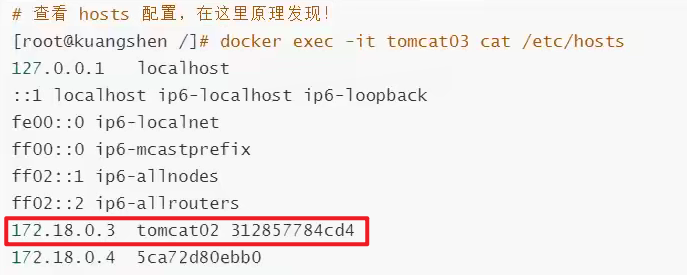 # 查看 hosts 配置，在这里原理发现！
[root@kuangshen /]# docker exec -it tomcat03 cat /etc/hosts
127.0.0.1 localhost
::1 localhost ip6-localhost ip6-loopback
fe00::0 ip6-localnet
ff00::0 ip6-mcastprefix
ff02::1 ip6-allnodes
ff02::2 ip6-allrouters
172.18.0.3 tomcat02 312857784cd4
172.18.0.4 5ca72d80ebb0